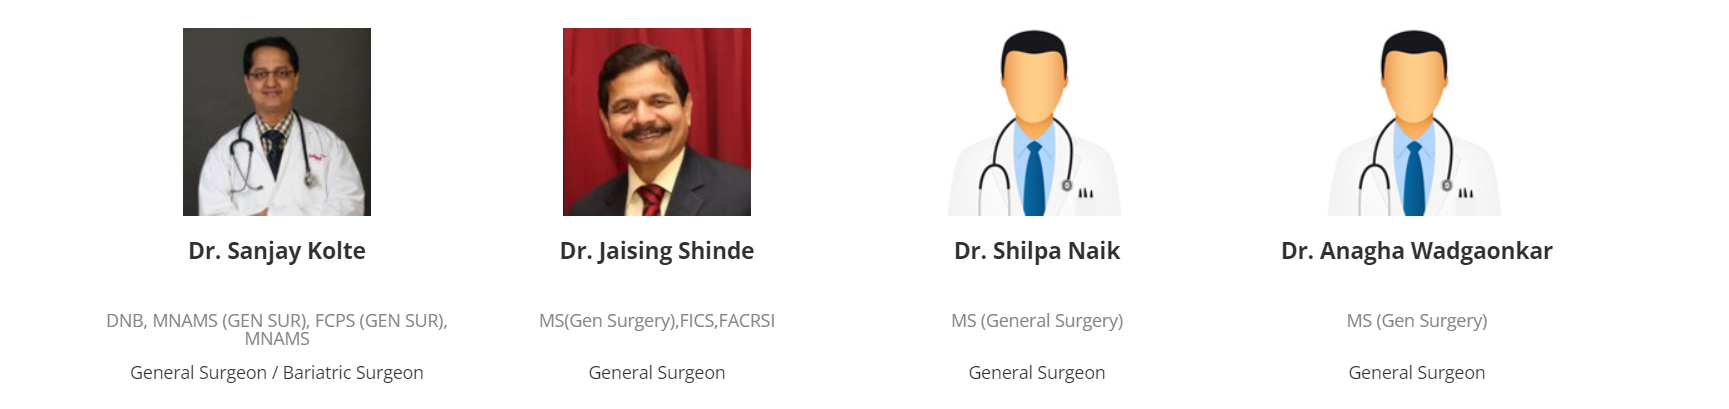 Dr. Sanjay Kolte
DNB, MNAMS (GEN SUR), FCPS (GEN SUR),
MNAMS
General Surgeon / Bariatric Surgeon
Dr. Jaising Shinde
MS(Gen Surgery),FICS,FACRSI
General Surgeon
Dr. Shilpa Naik
MS (General Surgery)
General Surgeon
Dr. Anagha Wadgaonkar
MS (Gen Surgery)
General Surgeon